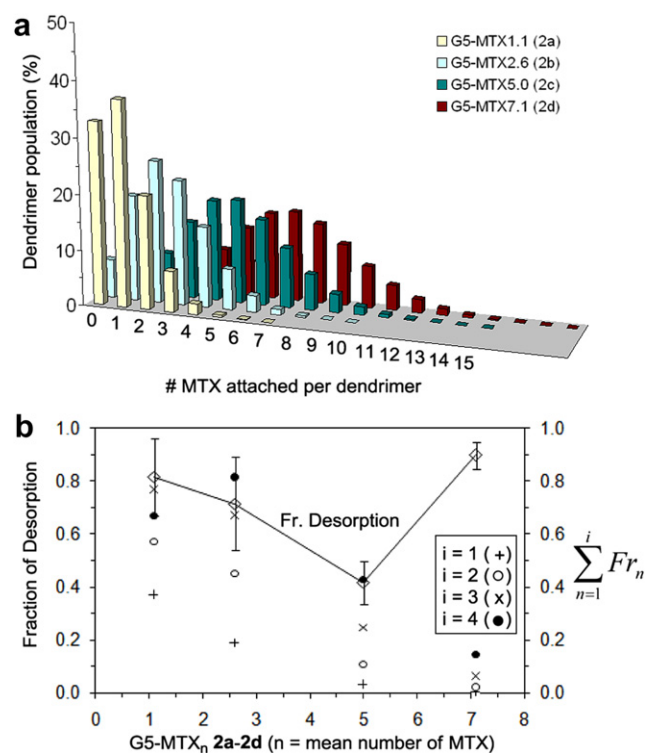 a
50
40
30
20
10
0
Dendrimer population (%)
G5-MTX1.1 (2a)
G5-MTX2.6 (2b)
G5-MTX5.0 (2c)
G5-MTX7.1 (2d)
0 1 2 3 4 5 6 7 8 9 10 11 12 13 14 15
# MTX attached per dendrimer
b
1.0
0.8
0.6
0.4
0.2
0.0
Fraction of Desorption
Fr. Desorption
i = 1 ( + )
i = 2 ( o )
i = 3 ( x )
i = 4 ( ● )
1.0
0.8
0.6
0.4
0.2
0.0
i
∑ Frₙ
n=1
0 1 2 3 4 5 6 7 8
G5-MTXₙ 2a-2d (n = mean number of MTX)